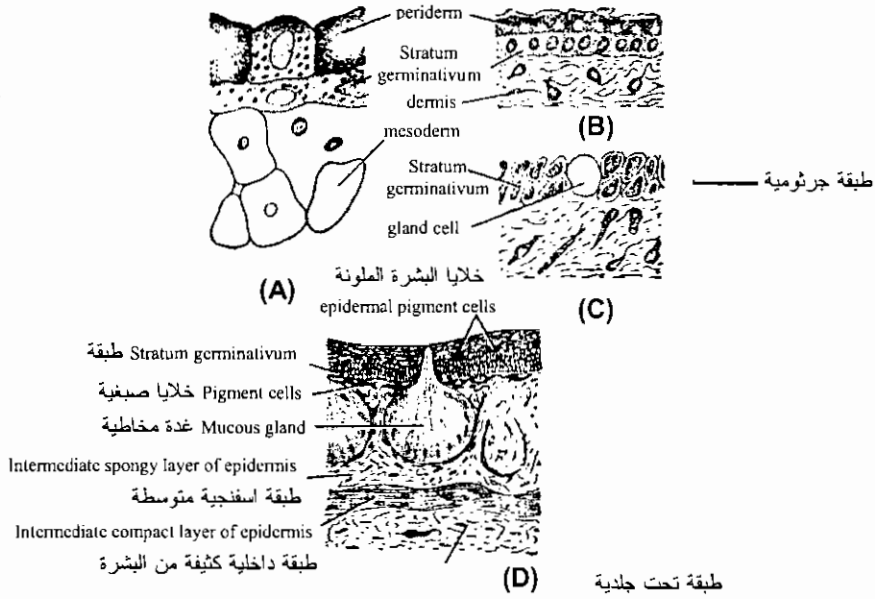 periderm
Stratum
germinativum
dermis
(B)
mesoderm
Stratum
germinativum
طبقة جرثومية
gland cell
(A)
خلايا البشرة الملونة
(C)
epidermal pigment cells
طبقة Stratum germinativum
خلايا صبغية Pigment cells
غدة مخاطية Mucous gland
Intermediate spongy layer of epidermis
طبقة اسفنجية متوسطة
Intermediate compact layer of epidermis
طبقة داخلية كثيفة من البشرة
(D)
طبقة تحت جلدية